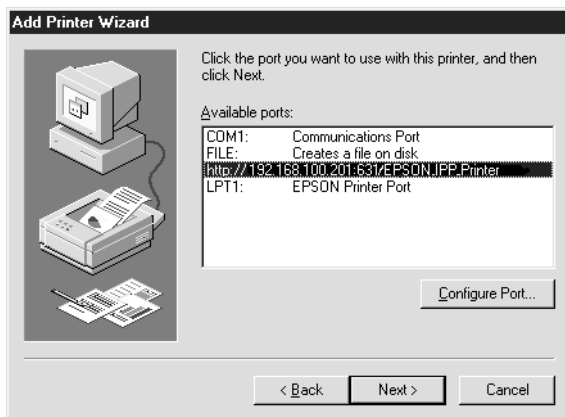 Add Printer Wizard
Click the port you want to use with this printer, and then
click Next.
Available ports:
COM1: Communications Port
FILE: Creates a file on disk
http://192.168.100.201:631/EPSON_IPP_Printer
LPT1: EPSON Printer Port
Configure Port...
< Back Next > Cancel